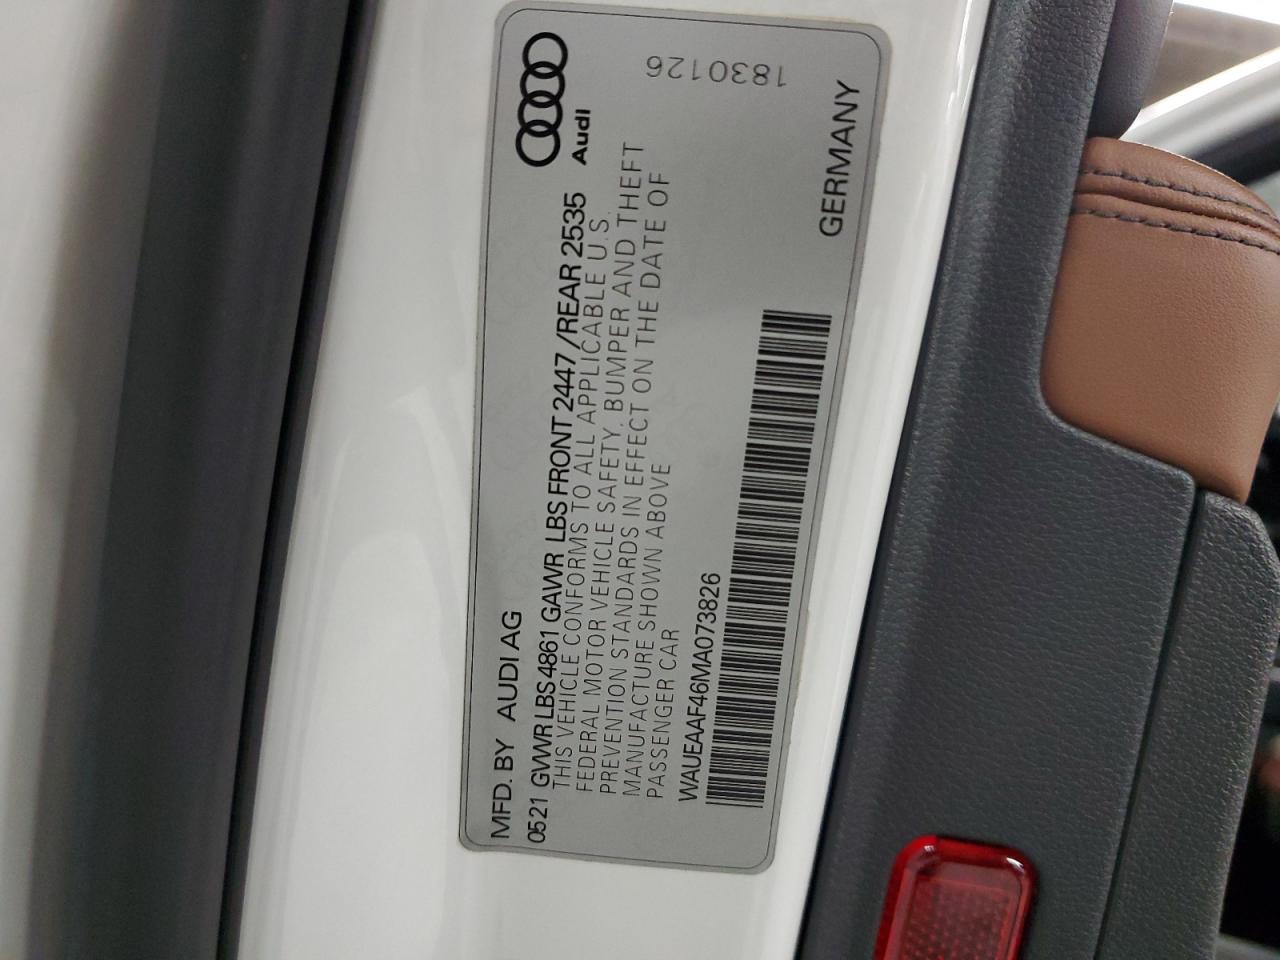 MFD. BY AUDI AG
Audi
0521 GVWR LBS 4861 GAWR LBS FRONT 2447 /REAR 2535
THIS VEHICLE CONFORMS TO ALL APPLICABLE U.S.
FEDERAL MOTOR VEHICLE SAFETY, BUMPER AND THEFT
PREVENTION STANDARDS IN EFFECT ON THE DATE OF
MANUFACTURE SHOWN ABOVE
PASSENGER CAR
WAUEAAF46MA073826
1830126
GERMANY